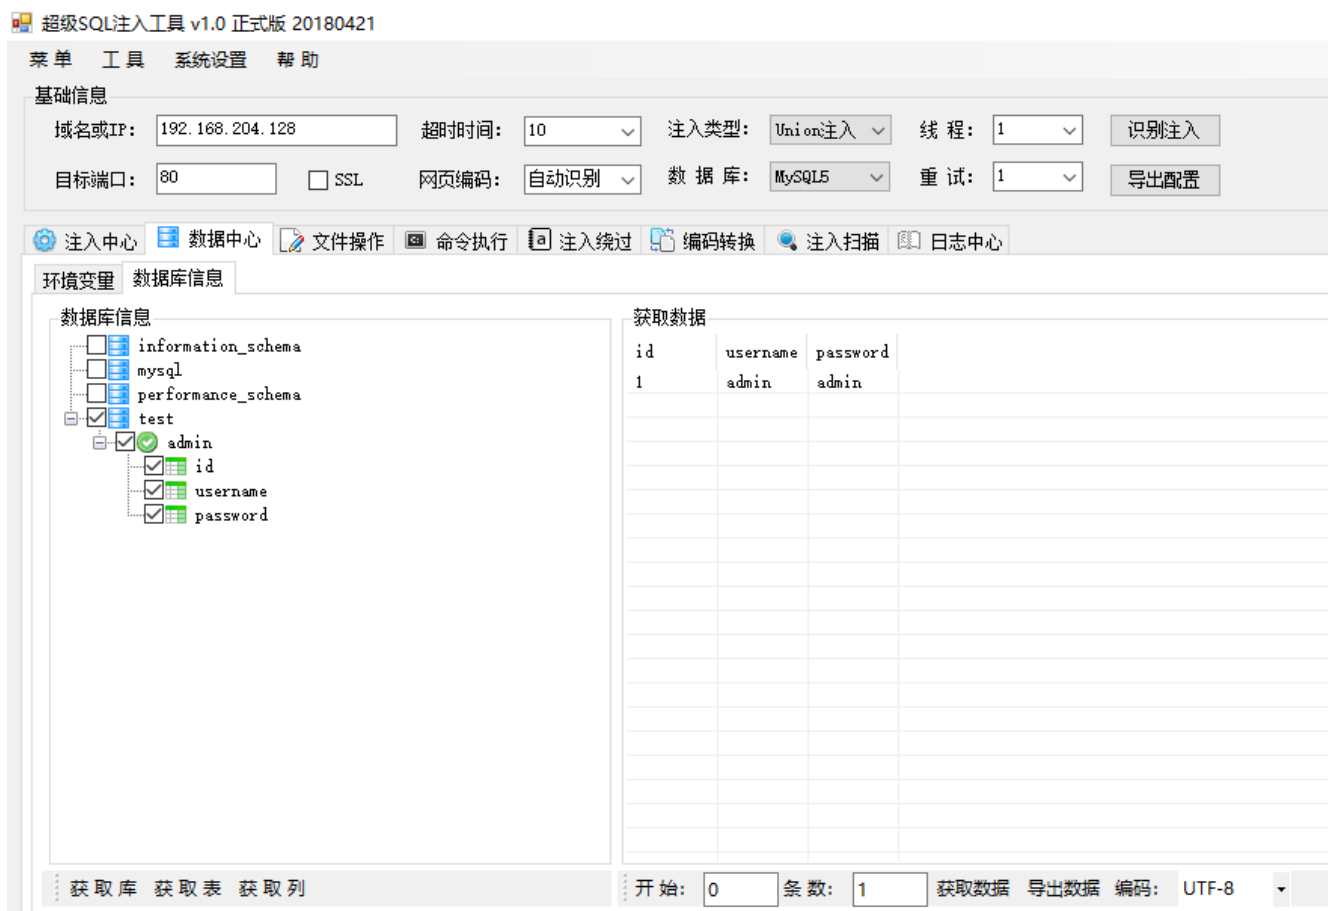 超级SQL注入工具 v1.0 正式版 20180421
菜 单 工 具 系统设置 帮 助
基础信息
域名或IP: 192.168.204.128 超时时间: 10 注入类型: Union注入 线 程: 1 识别注入
目标端口: 80 SSL 网页编码: 自动识别 数 据 库: MySQL5 重 试: 1 导出配置
注入中心 数据中心 文件操作 命令执行 注入绕过 编码转换 注入扫描 日志中心
环境变量 数据库信息
数据库信息
information_schema
mysql
performance_schema
test
admin
id
username
password
获取数据
id username password
1 admin admin
获 取 库 获 取 表 获 取 列
开 始: 0 条 数: 1 获取数据 导出数据 编码: UTF-8